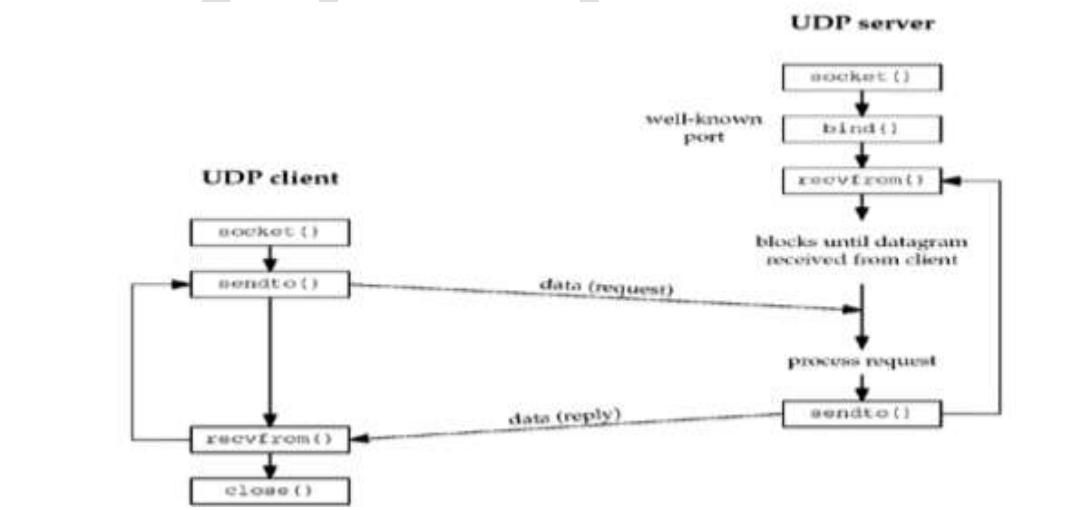 UDP server
socket()
well-known
port
bind()
recvfrom()
UDP client
socket()
blocks until datagram
received from client
sendto()
data (request)
process request
sendto()
data (reply)
recvfrom()
close()